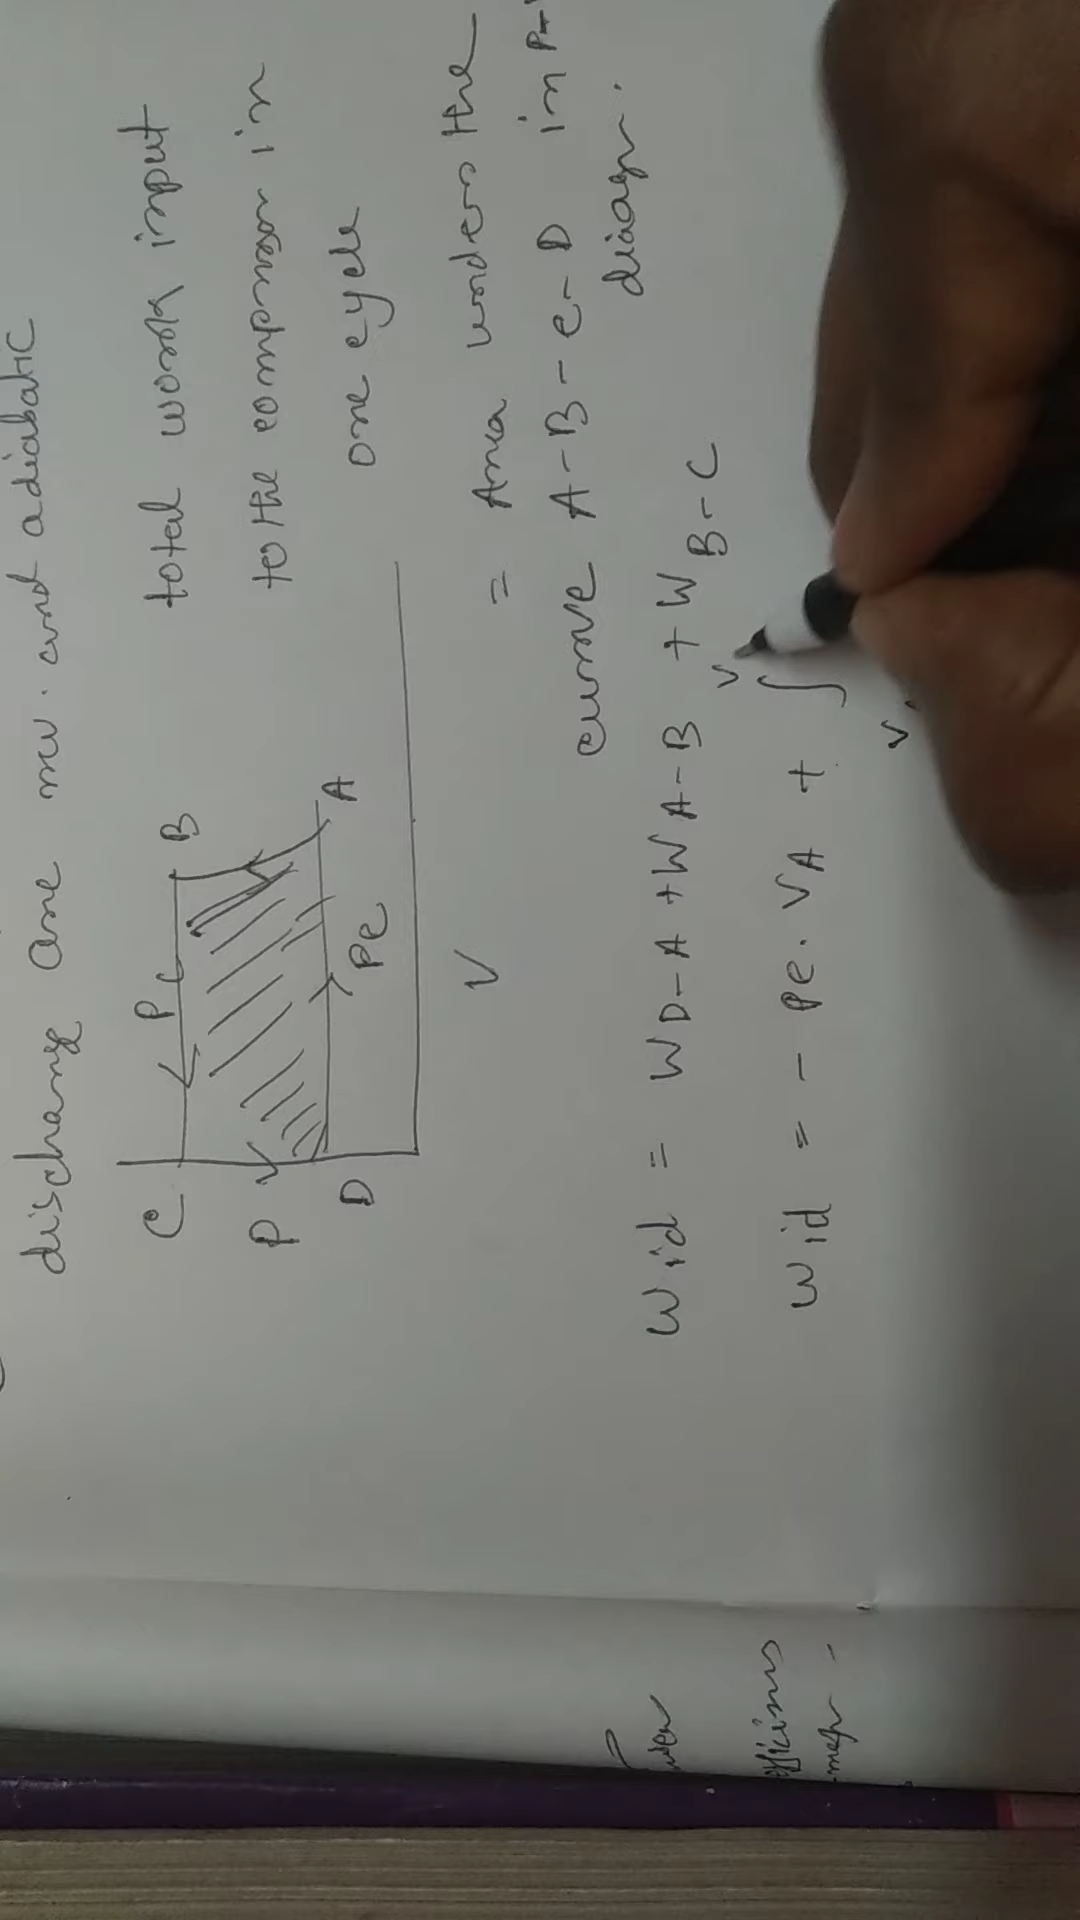 discharge are rev. and adiabatic
total work input
to the compressor in
one cycle
= Area under the
curve A-B-C-D in P-V
diagm.
C
Pc
B
P
D
Pe
A
V
Wid = WD-A + WA-B + WB-C
Wid = - Pe. VA + ∫
V
V